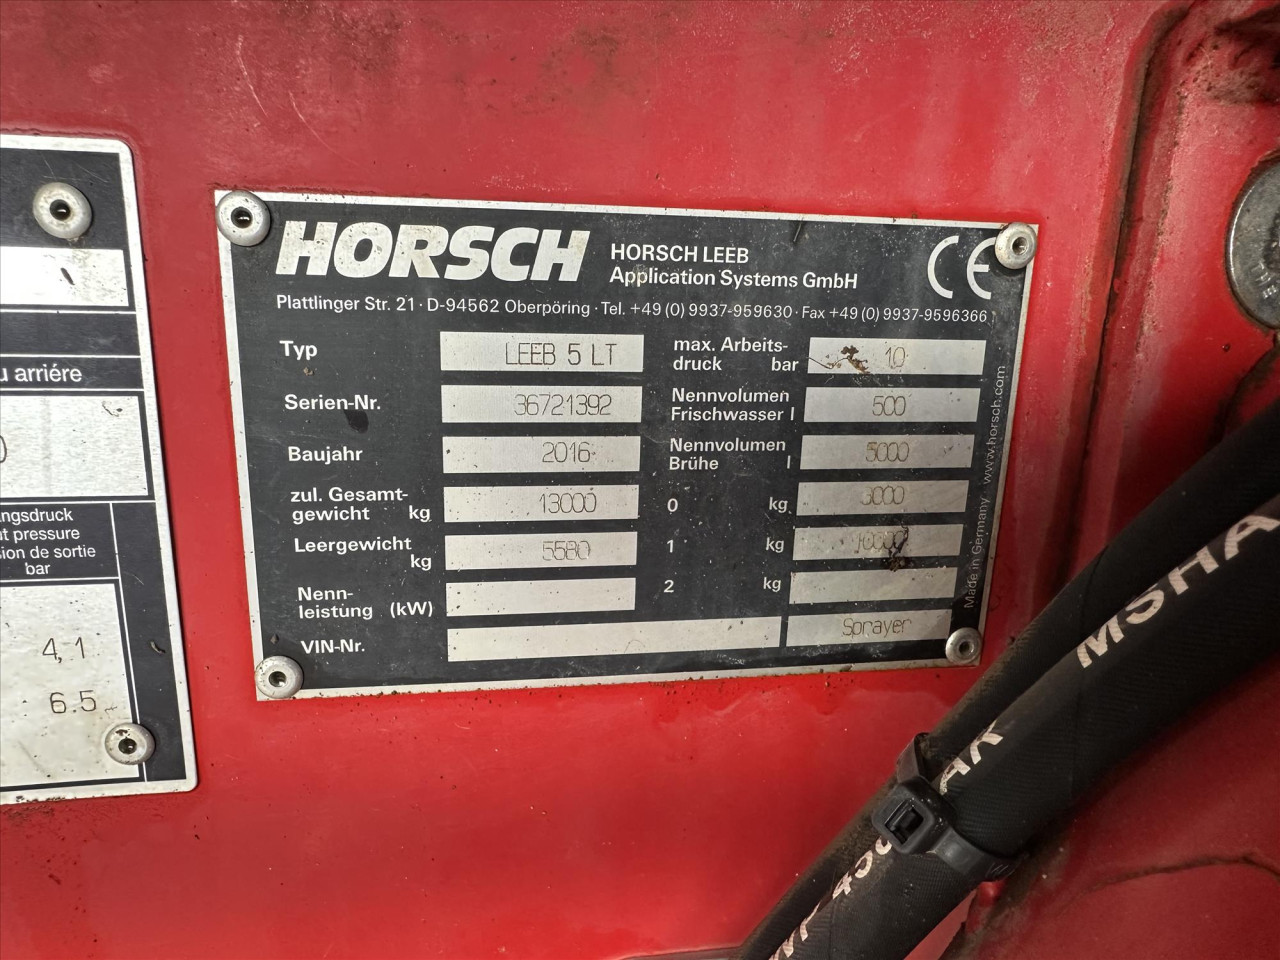 HORSCH
HORSCH LEEB
Application Systems GmbH
CE
Plattlinger Str. 21 · D-94562 Oberpöring · Tel. +49 (0) 9937-959630 · Fax +49 (0) 9937-9596366
Typ LEEB 5 LT
Serien-Nr. 36721392
Baujahr 2016
zul. Gesamt-
gewicht kg 13000
Leergewicht
kg 5580
Nenn-
leistung (kW)
VIN-Nr. Sprayer
max. Arbeits-
druck bar 10
Nennvolumen
Frischwasser l 500
Nennvolumen
Brühe l 5000
0 kg 3000
1 kg 10000
2 kg
Made in Germany www.horsch.com
arriére
0
ngsdruck
pressure
sion de sortie
bar
4,1
6.5
MSHA